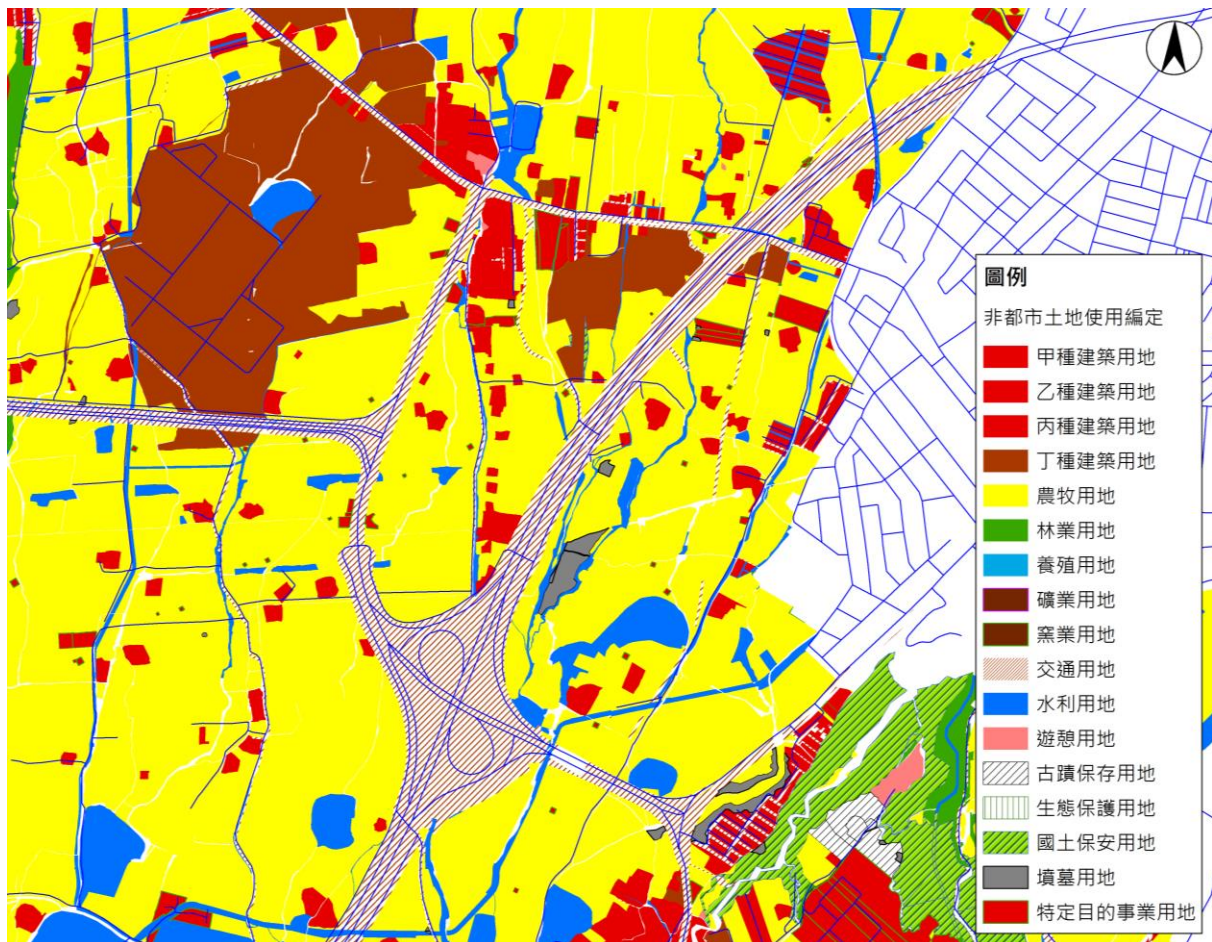 圖例
非都市土地使用編定
甲種建築用地
乙種建築用地
丙種建築用地
丁種建築用地
農牧用地
林業用地
養殖用地
礦業用地
窯業用地
交通用地
水利用地
遊憩用地
古蹟保存用地
生態保護用地
國土保安用地
墳墓用地
特定目的事業用地